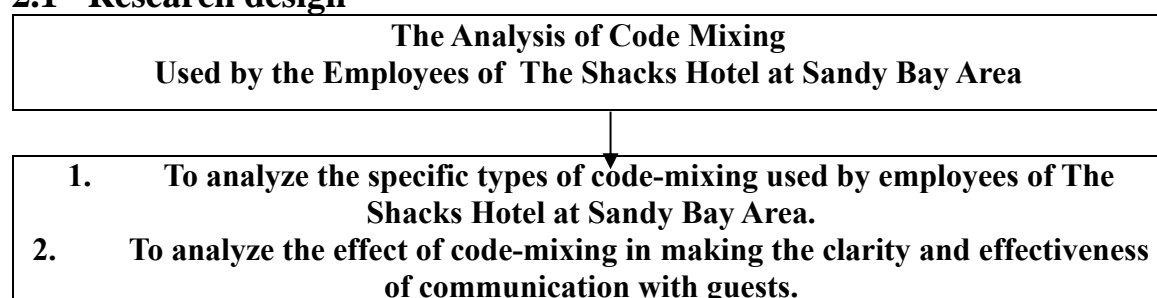 2.1 Research design
The Analysis of Code Mixing
Used by the Employees of The Shacks Hotel at Sandy Bay Area
1. To analyze the specific types of code-mixing used by employees of The
Shacks Hotel at Sandy Bay Area.
2. To analyze the effect of code-mixing in making the clarity and effectiveness
of communication with guests.